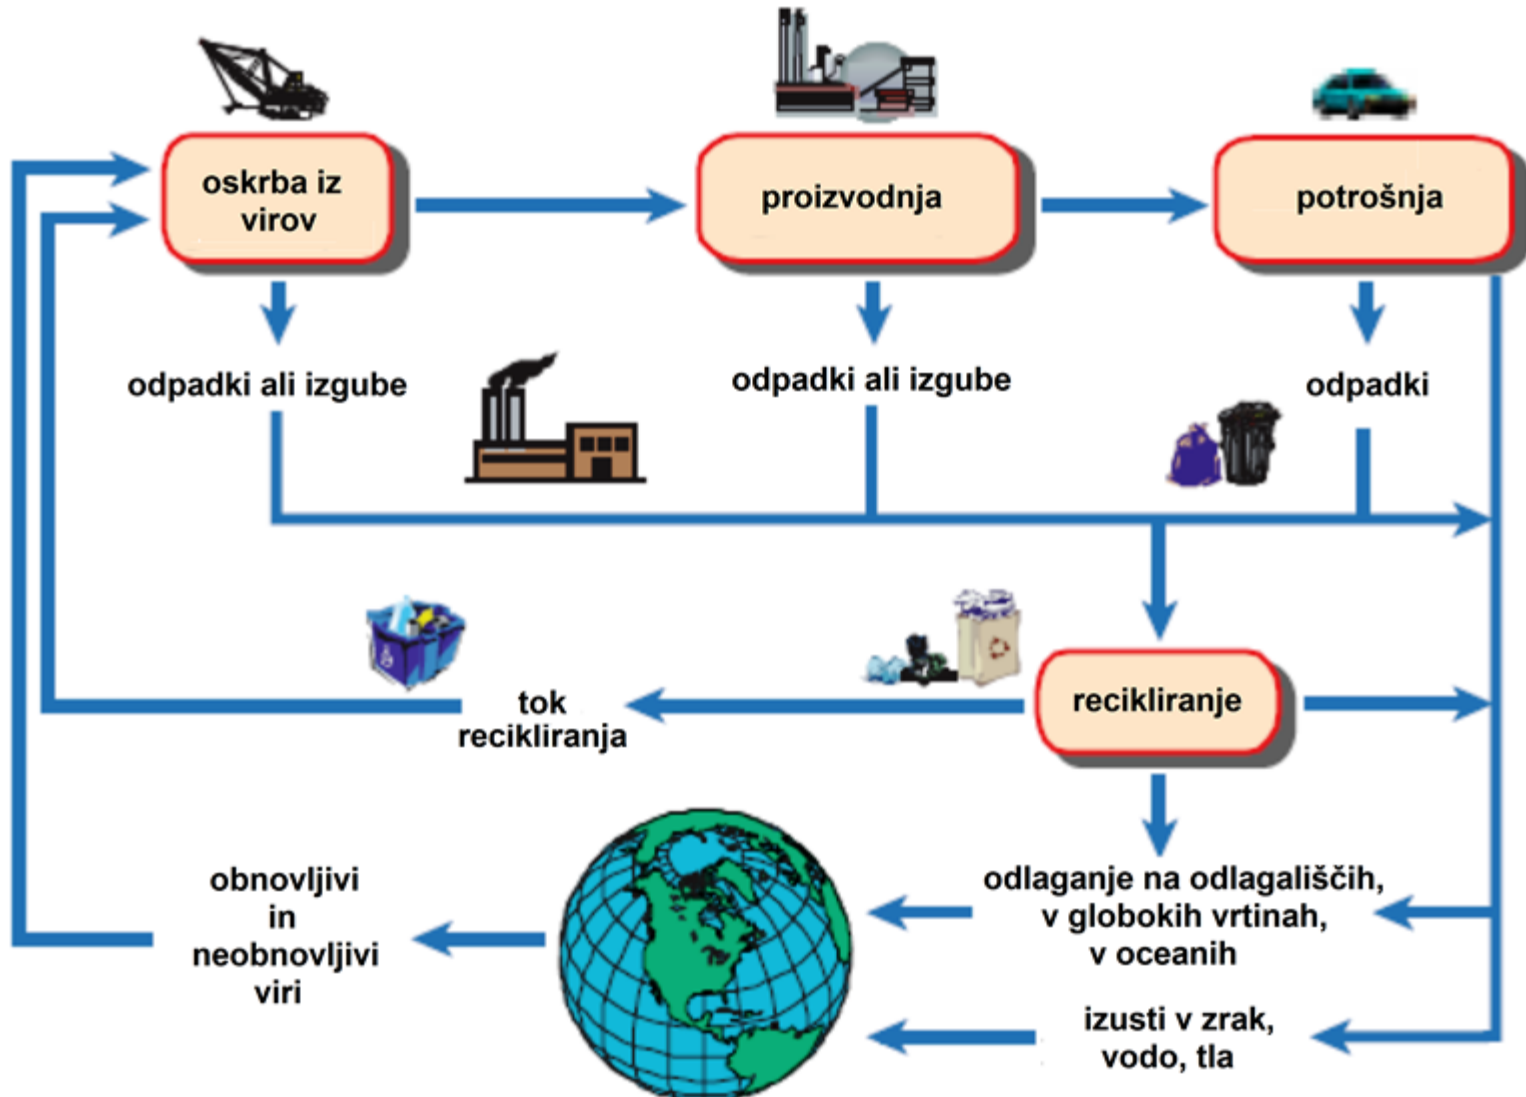 oskrba iz
virov
proizvodnja
potrošnja
odpadki ali izgube
odpadki ali izgube
odpadki
tok
recikliranja
recikliranje
obnovljivi
in
neobnovljivi
viri
odlaganje na odlagališčih,
v globokih vrtinah,
v oceanih
izusti v zrak,
vodo, tla